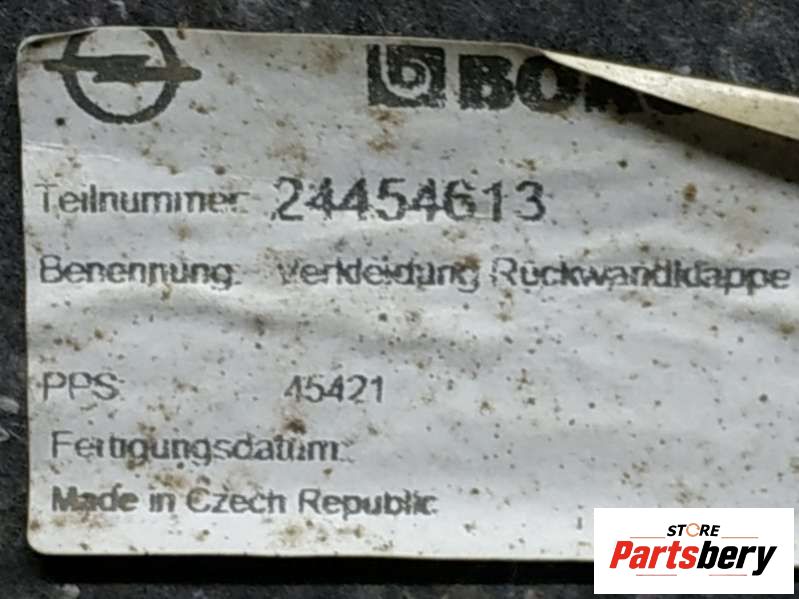 Teilnummer: 24454613
Benennung: Verkleidung Rückwandklappe
PPS: 45421
Fertigungsdatum:
Made in Czech Republic
STORE
Partsbery